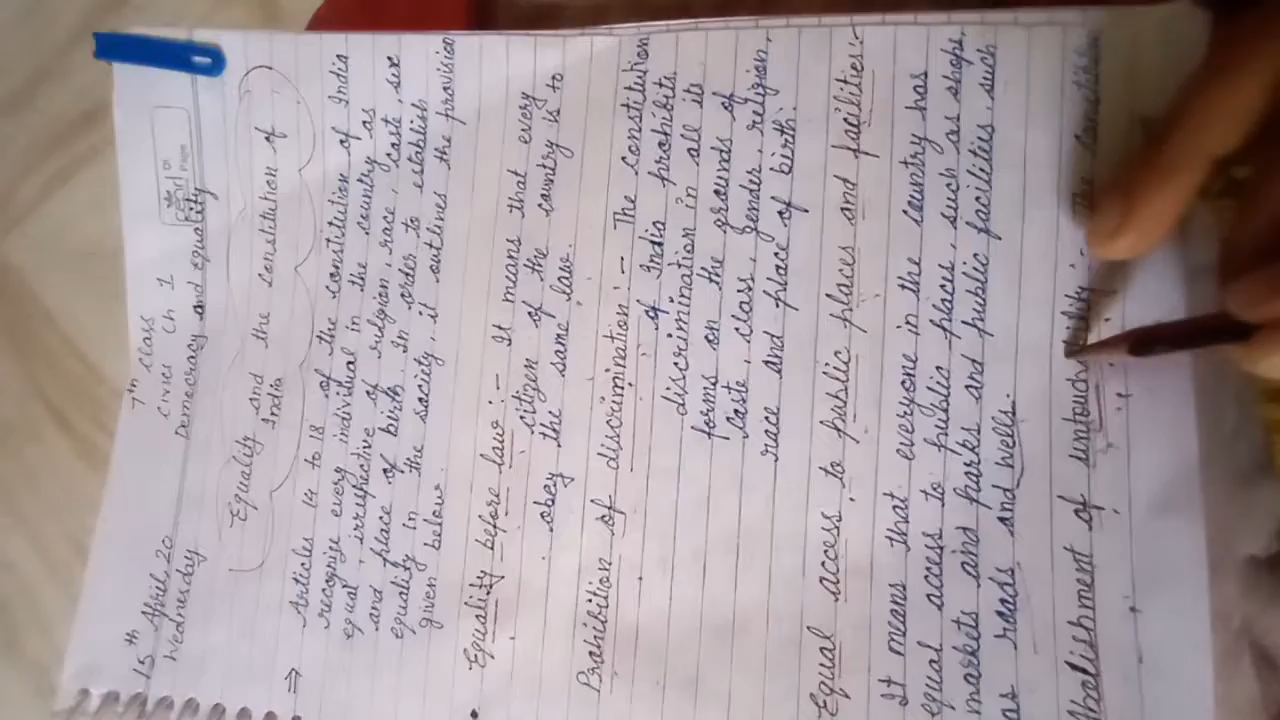 15th April 20
Wednesday
7th Class
Civics Ch 1
Democracy and equality
Page
Equality and the constitution of
India
⇒ Articles 14 to 18 of the constitution of India
recognize every individual in the country as
equal, irrespective of religion, race, caste, sex
and place of birth. In order to establish
equality in the society, it outlines the provision
given below.
• Equality before law :- It means that every
citizen of the country is to
obey the same law.
Prohibition of discrimination :- The constitution
of India prohibits
discrimination in all its
forms on the grounds of
caste, class, gender, religion,
race and place of birth.
Equal access to public places and facilities:-
It means that everyone in the country has
equal access to public places, such as shops,
markets and parks and public facilities, such
as roads and wells.
Abolishment of :- The